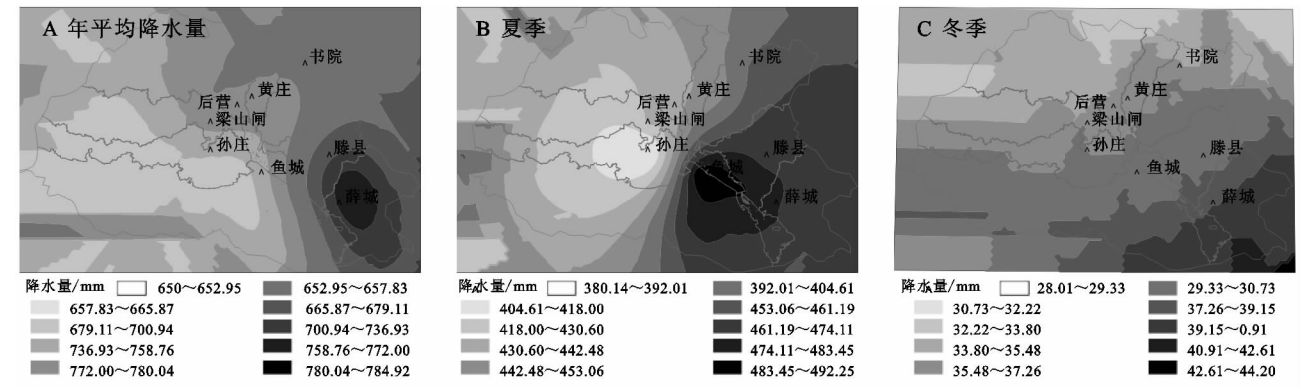 A 年平均降水量
书院
黄庄
后营
梁山闸
孙庄
滕县
鱼城
薛城
降水量/mm
650～652.95
652.95～657.83
657.83～665.87
665.87～679.11
679.11～700.94
700.94～736.93
736.93～758.76
758.76～772.00
772.00～780.04
780.04～784.92
B 夏季
书院
黄庄
后营
梁山闸
孙庄
滕县
鱼城
薛城
降水量/mm
380.14～392.01
392.01～404.61
404.61～418.00
453.06～461.19
418.00～430.60
461.19～474.11
430.60～442.48
474.11～483.45
442.48～453.06
483.45～492.25
C 冬季
书院
黄庄
后营
梁山闸
孙庄
滕县
鱼城
薛城
降水量/mm
28.01～29.33
29.33～30.73
30.73～32.22
37.26～39.15
32.22～33.80
39.15～0.91
33.80～35.48
40.91～42.61
35.48～37.26
42.61～44.20